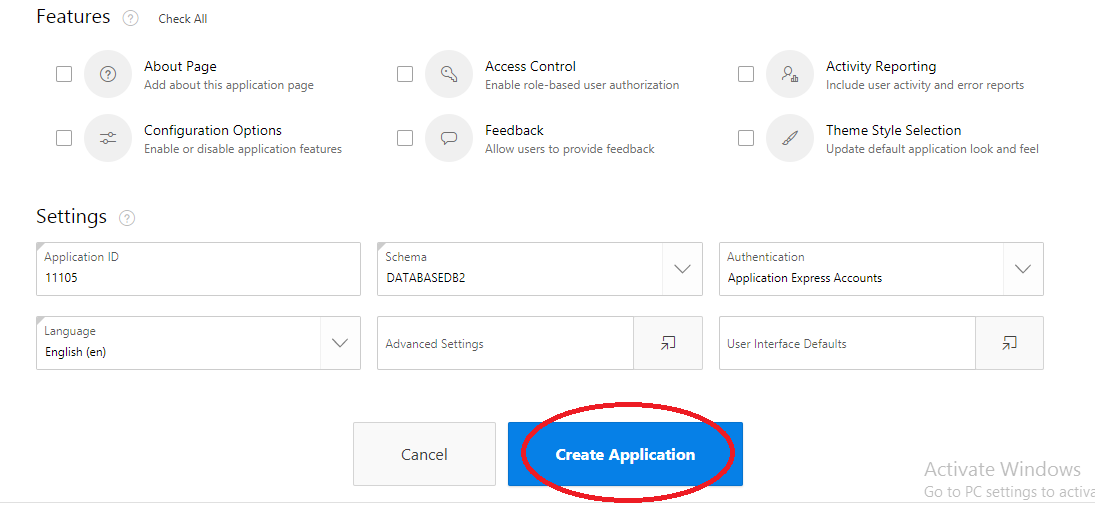 Features ? Check All
About Page
Add about this application page
Access Control
Enable role-based user authorization
Activity Reporting
Include user activity and error reports
Configuration Options
Enable or disable application features
Feedback
Allow users to provide feedback
Theme Style Selection
Update default application look and feel
Settings ?
Application ID
11105
Schema
DATABASEDB2
Authentication
Application Express Accounts
Language
English (en)
Advanced Settings
User Interface Defaults
Cancel
Create Application
Activate Windows
Go to PC settings to activa